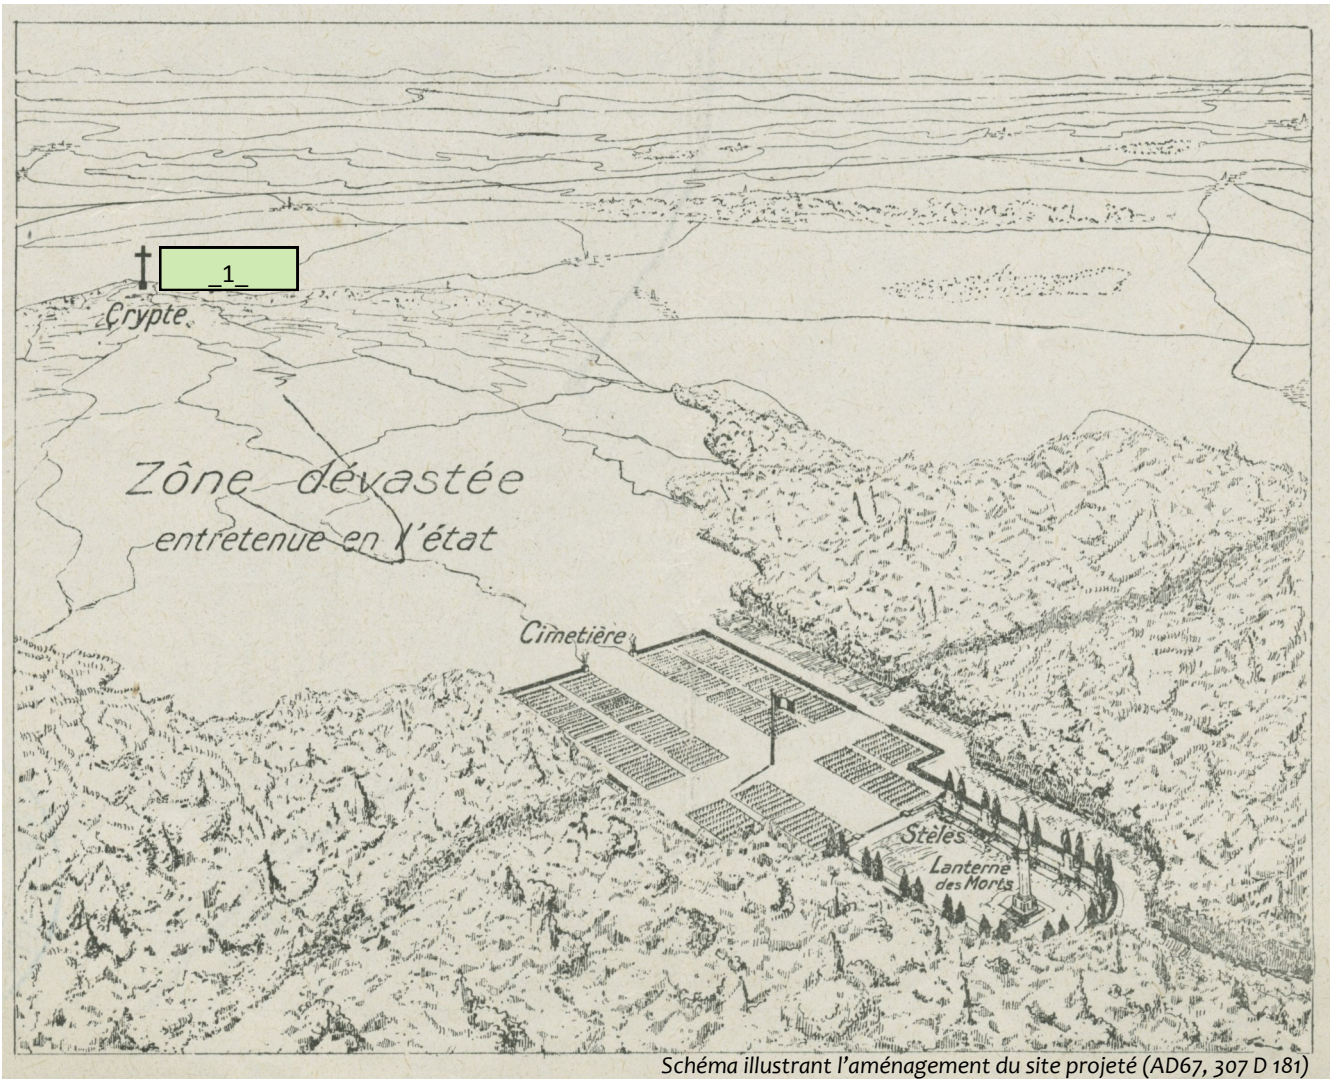 _1_
Crypte.
Zône dévastée
entretenue en l'état
Cimetière
Stèles
Lanterne
des Morts
Schéma illustrant l'aménagement du site projeté (AD67, 307 D 181)